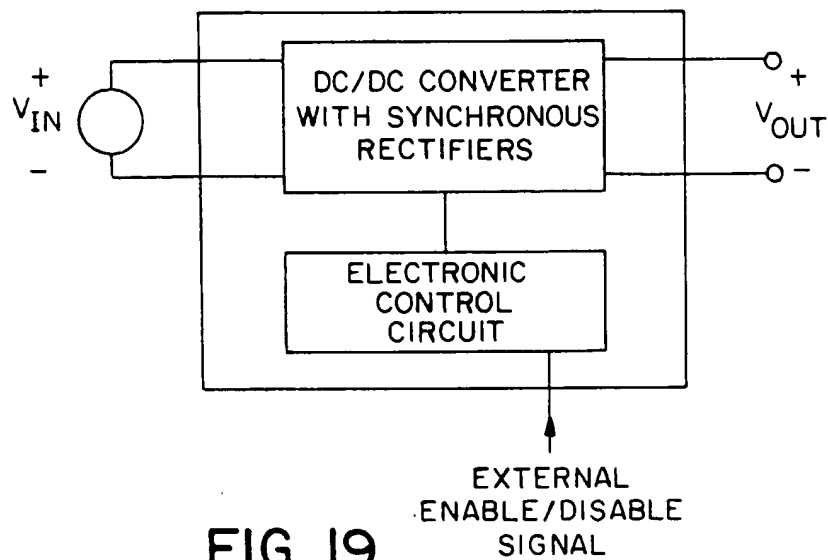 +
V_IN
-
DC/DC CONVERTER
WITH SYNCHRONOUS
RECTIFIERS
+
V_OUT
-
ELECTRONIC
CONTROL
CIRCUIT
EXTERNAL
ENABLE/DISABLE
SIGNAL
FIG. 19